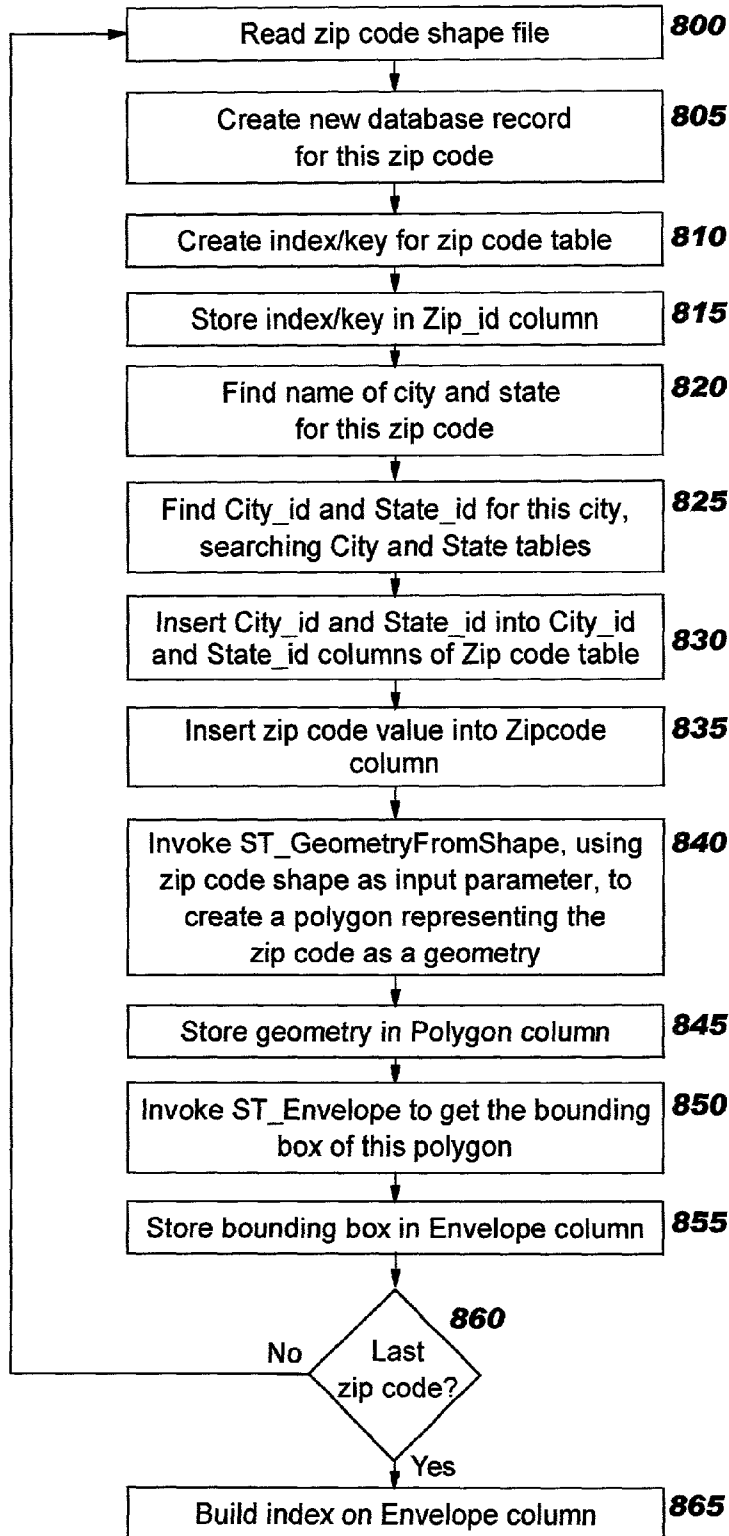 Read zip code shape file 800
Create new database record 805
for this zip code
Create index/key for zip code table 810
Store index/key in Zip_id column 815
Find name of city and state 820
for this zip code
Find City_id and State_id for this city, 825
searching City and State tables
Insert City_id and State_id into City_id
and State_id columns of Zip code table 830
Insert zip code value into Zipcode 835
column
Invoke ST_GeometryFromShape, using 840
zip code shape as input parameter, to
create a polygon representing the
zip code as a geometry
Store geometry in Polygon column 845
Invoke ST_Envelope to get the bounding 850
box of this polygon
Store bounding box in Envelope column 855
860
No Last
zip code?
Yes
Build index on Envelope column 865